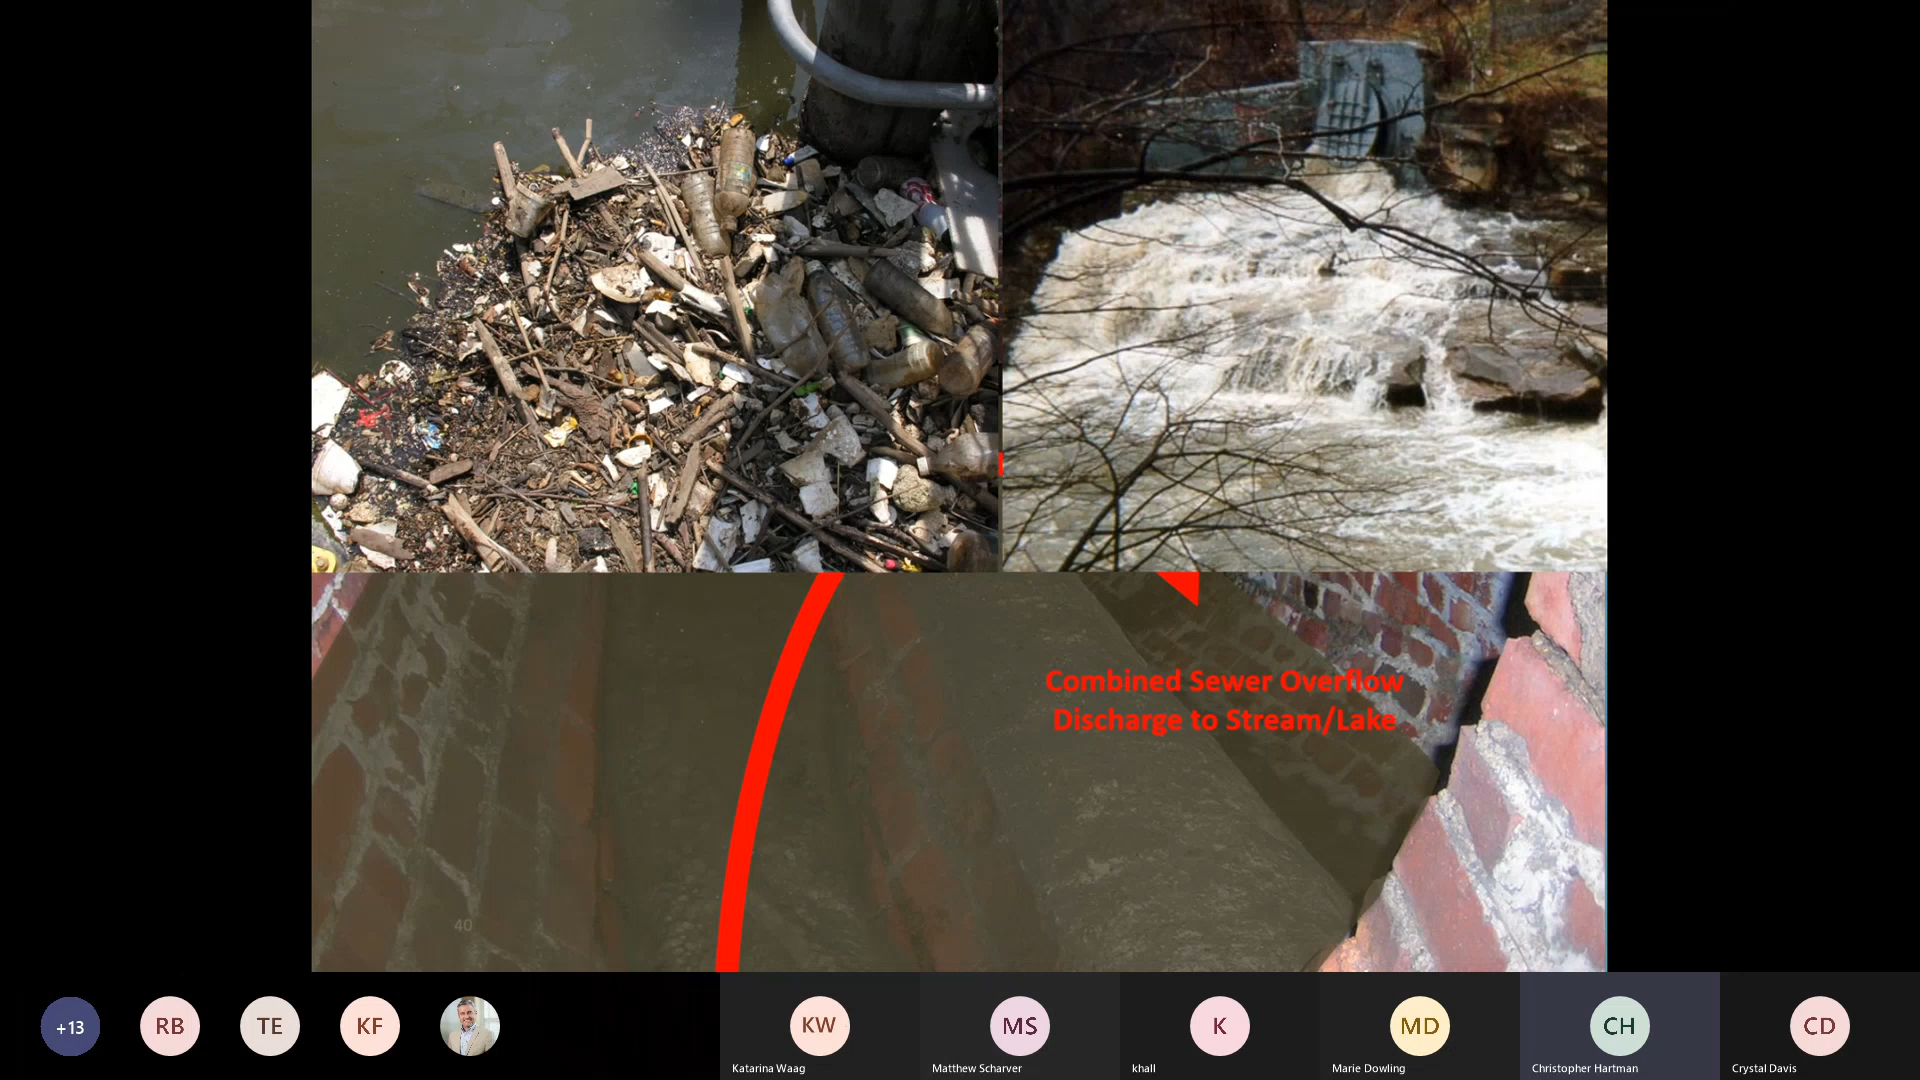 Combined Sewer Overflow
Discharge to Stream/Lake
40
+13
RB
TE
KF
KW
MS
K
MD
CH
CD
Katarina Waag
Matthew Scharver
khall
Marie Dowling
Christopher Hartman
Crystal Davis